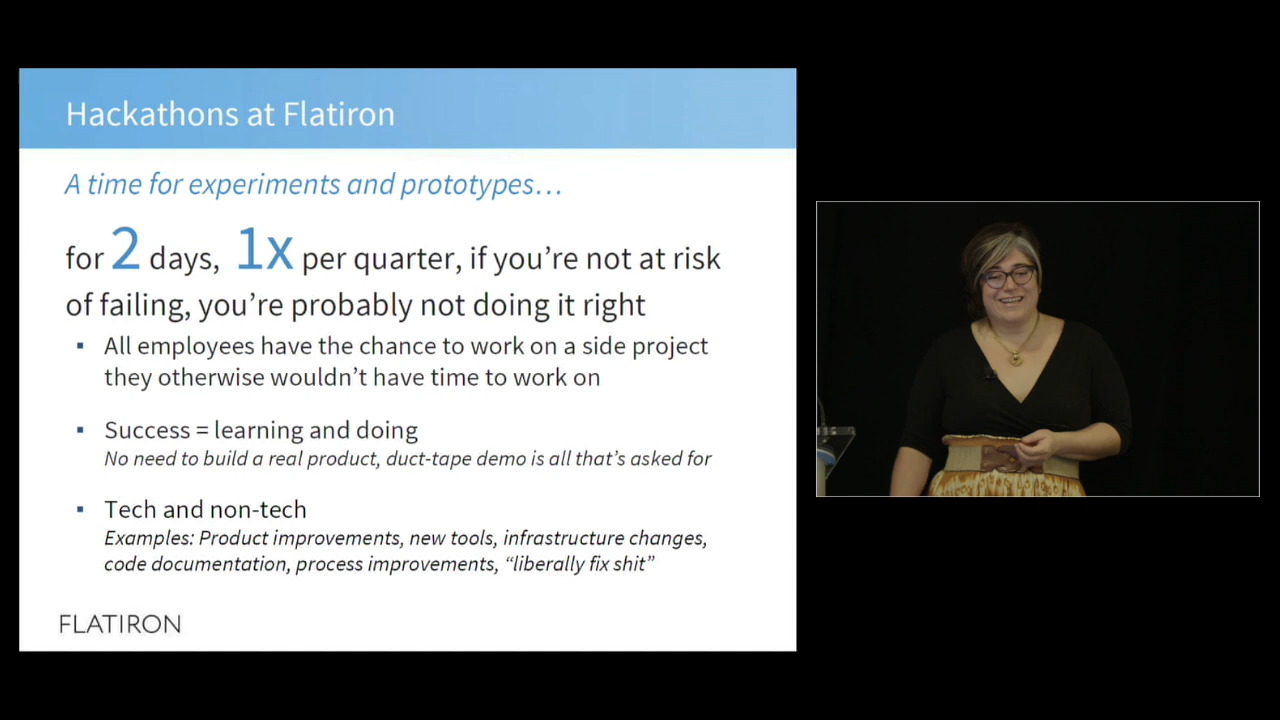 Hackathons at Flatiron
A time for experiments and prototypes…
for 2 days, 1x per quarter, if you’re not at risk
of failing, you’re probably not doing it right
▪ All employees have the chance to work on a side project
they otherwise wouldn’t have time to work on
▪ Success = learning and doing
No need to build a real product, duct-tape demo is all that’s asked for
▪ Tech and non-tech
Examples: Product improvements, new tools, infrastructure changes,
code documentation, process improvements, “liberally fix shit”
FLATIRON